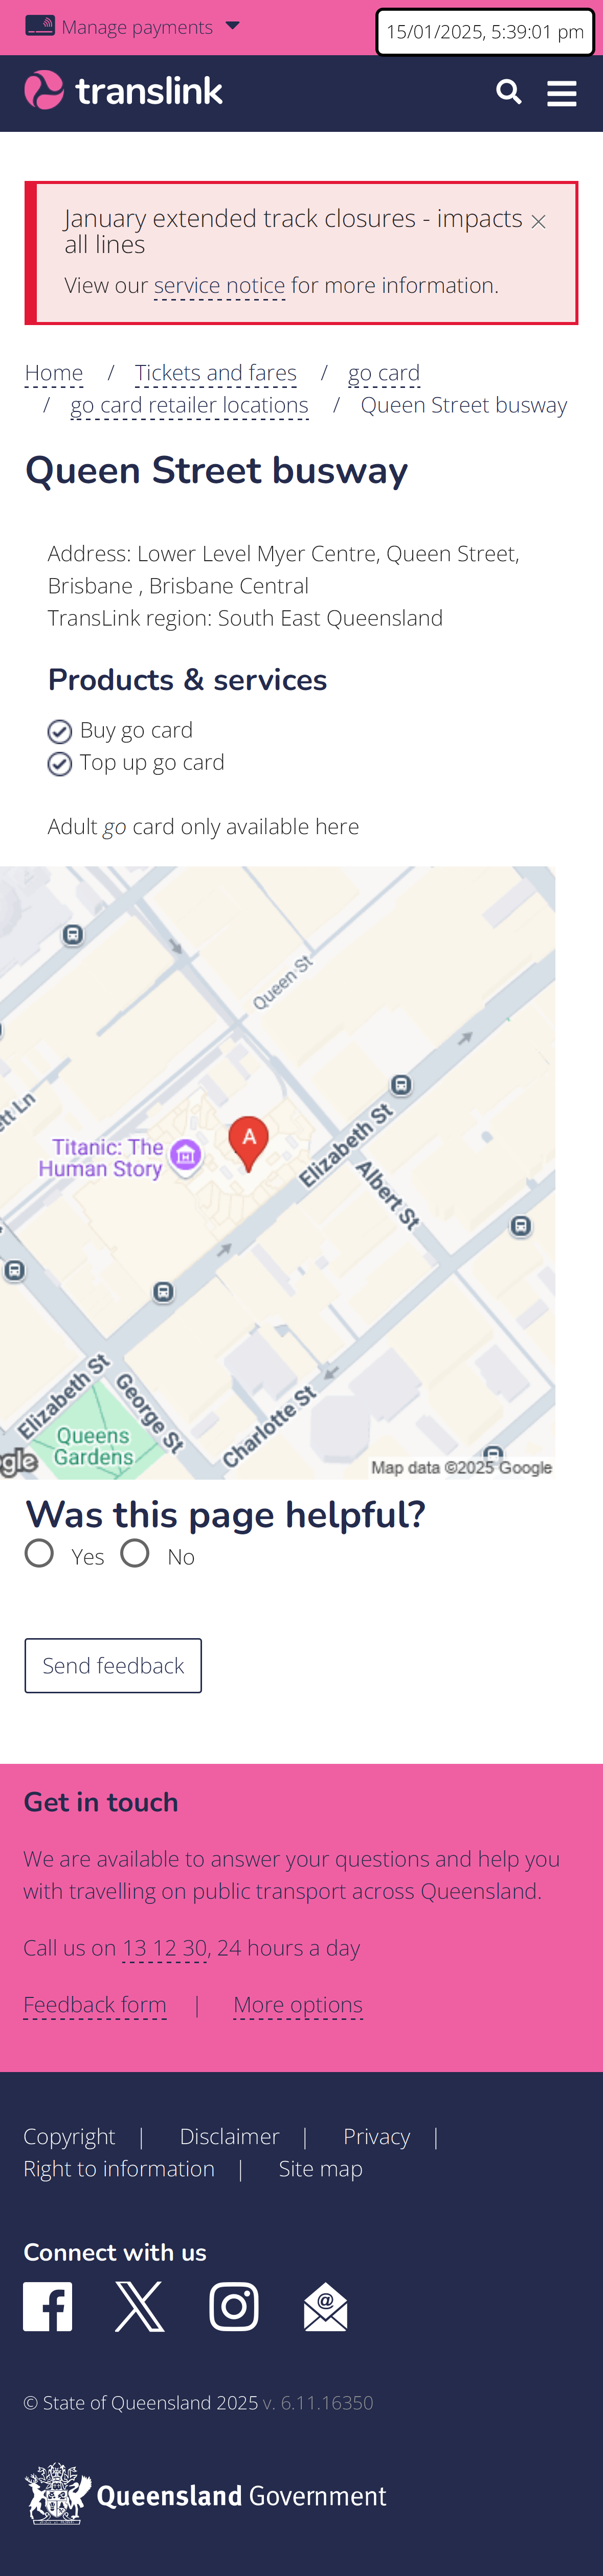 Manage payments
15/01/2025, 5:39:01 pm
translink
January extended track closures - impacts
all lines
View our service notice for more information.
Home / Tickets and fares / go card
/ go card retailer locations / Queen Street busway
Queen Street busway
Address: Lower Level Myer Centre, Queen Street,
Brisbane , Brisbane Central
TransLink region: South East Queensland
Products & services
Buy go card
Top up go card
Adult go card only available here
Queen St
ett Ln
Titanic: The
Human Story
A
Elizabeth St
Albert St
Elizabeth St
George St
Charlotte St
Queens
Gardens
ogle
Map data ©2025 Google
Was this page helpful?
Yes No
Send feedback
Get in touch
We are available to answer your questions and help you
with travelling on public transport across Queensland.
Call us on 13 12 30, 24 hours a day
Feedback form | More options
Copyright | Disclaimer | Privacy |
Right to information | Site map
Connect with us
@
© State of Queensland 2025 v. 6.11.16350
Queensland Government